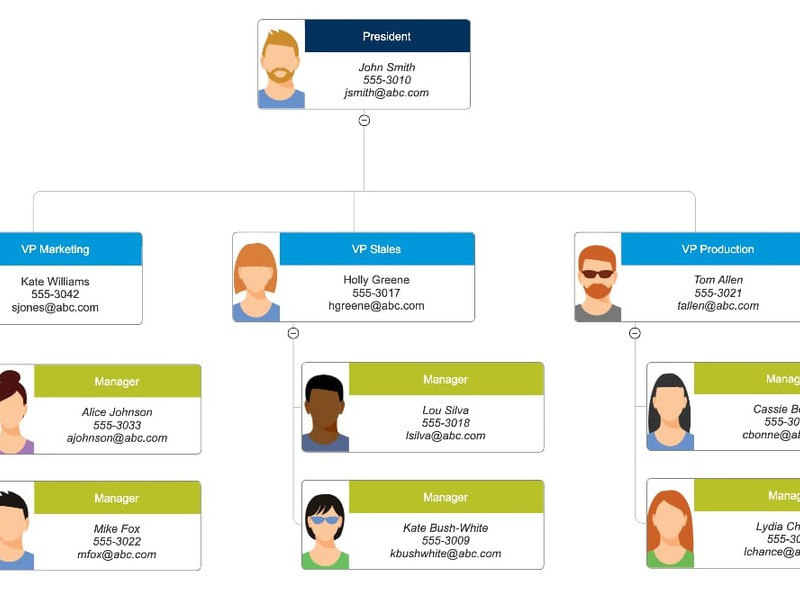 President
John Smith
555-3010
jsmith@abc.com
VP Marketing
Kate Williams
555-3042
sjones@abc.com
VP Slales
Holly Greene
555-3017
hgreene@abc.com
VP Production
Tom Allen
555-3021
tallen@abc.com
Manager
Alice Johnson
555-3033
ajohnson@abc.com
Manager
Lou Silva
555-3018
lsilva@abc.com
Cassie
Manager
Mike Fox
555-3022
mfox@abc.com
Manager
Kate Bush-White
555-3009
kbushwhite@abc.com
Lydia